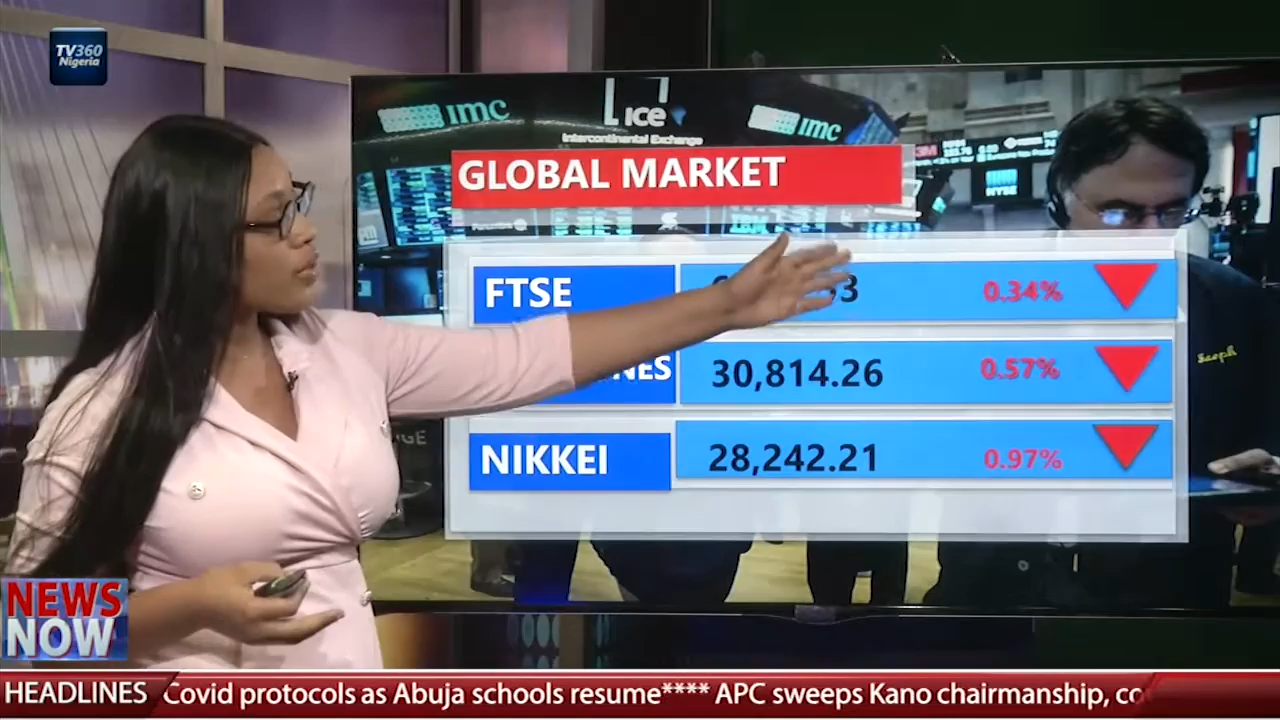 TV360
Nigeria
IMC
ICE
Intercontinental Exchange
IMC
GLOBAL MARKET
NYSE
IBM
FTSE
0.34%
30,814.26
0.57%
NIKKEI
28,242.21
0.97%
NEWS
NOW
HEADLINES
Covid protocols as Abuja schools resume**** APC sweeps Kano chairmanship,